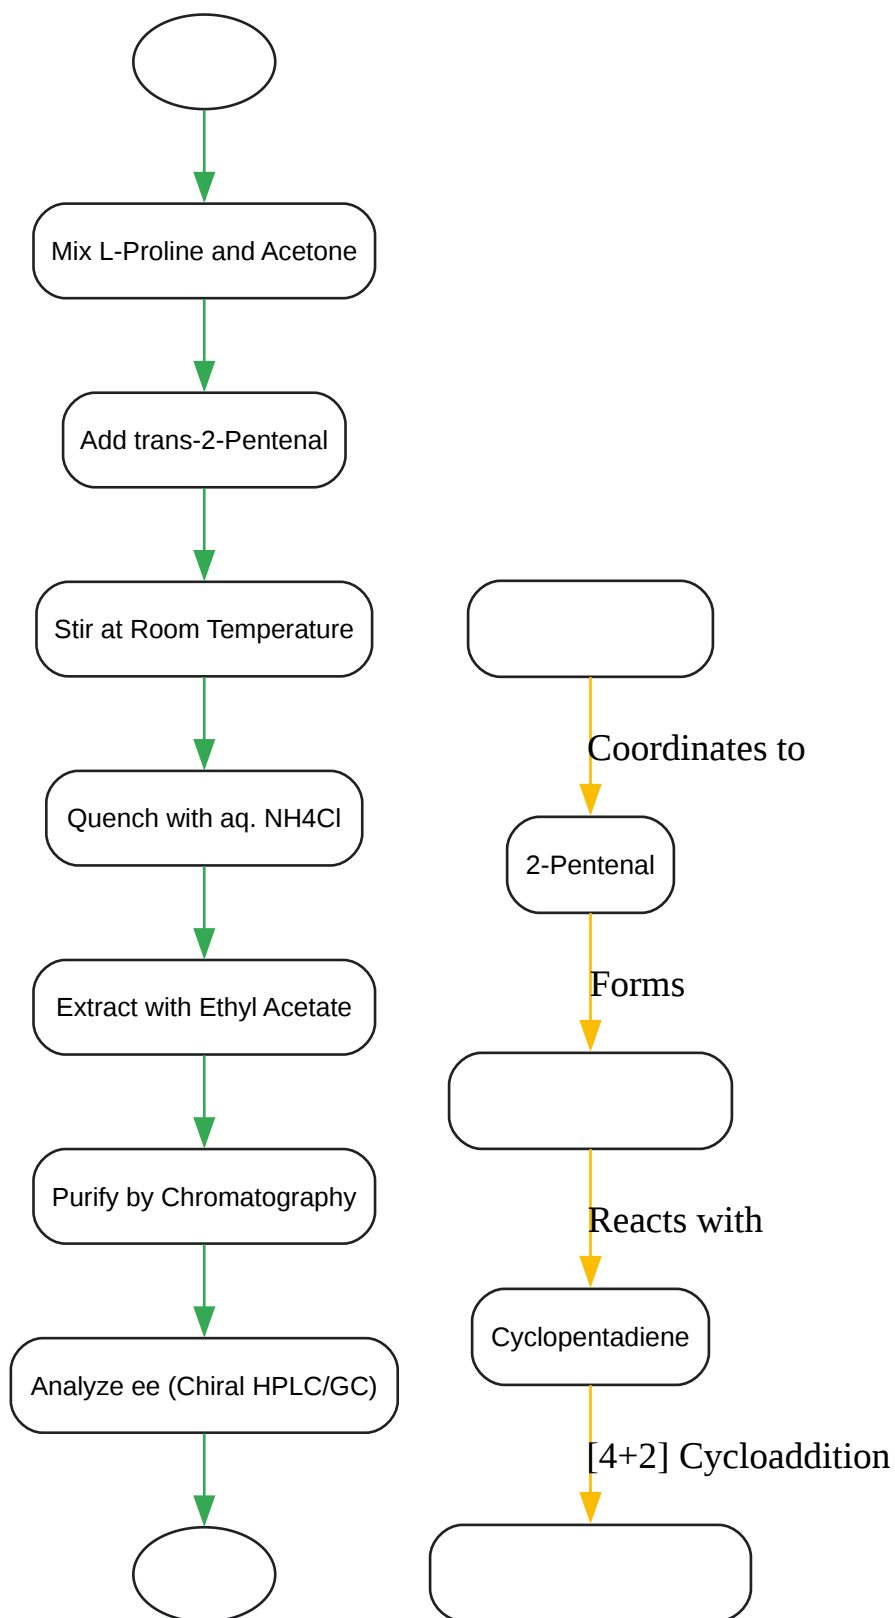 Mix L-Proline and Acetone
Add trans-2-Pentenal
Stir at Room Temperature
Quench with aq. NH4Cl
Extract with Ethyl Acetate
Purify by Chromatography
Analyze ee (Chiral HPLC/GC)
Coordinates to
2-Pentenal
Forms
Reacts with
Cyclopentadiene
[4+2] Cycloaddition